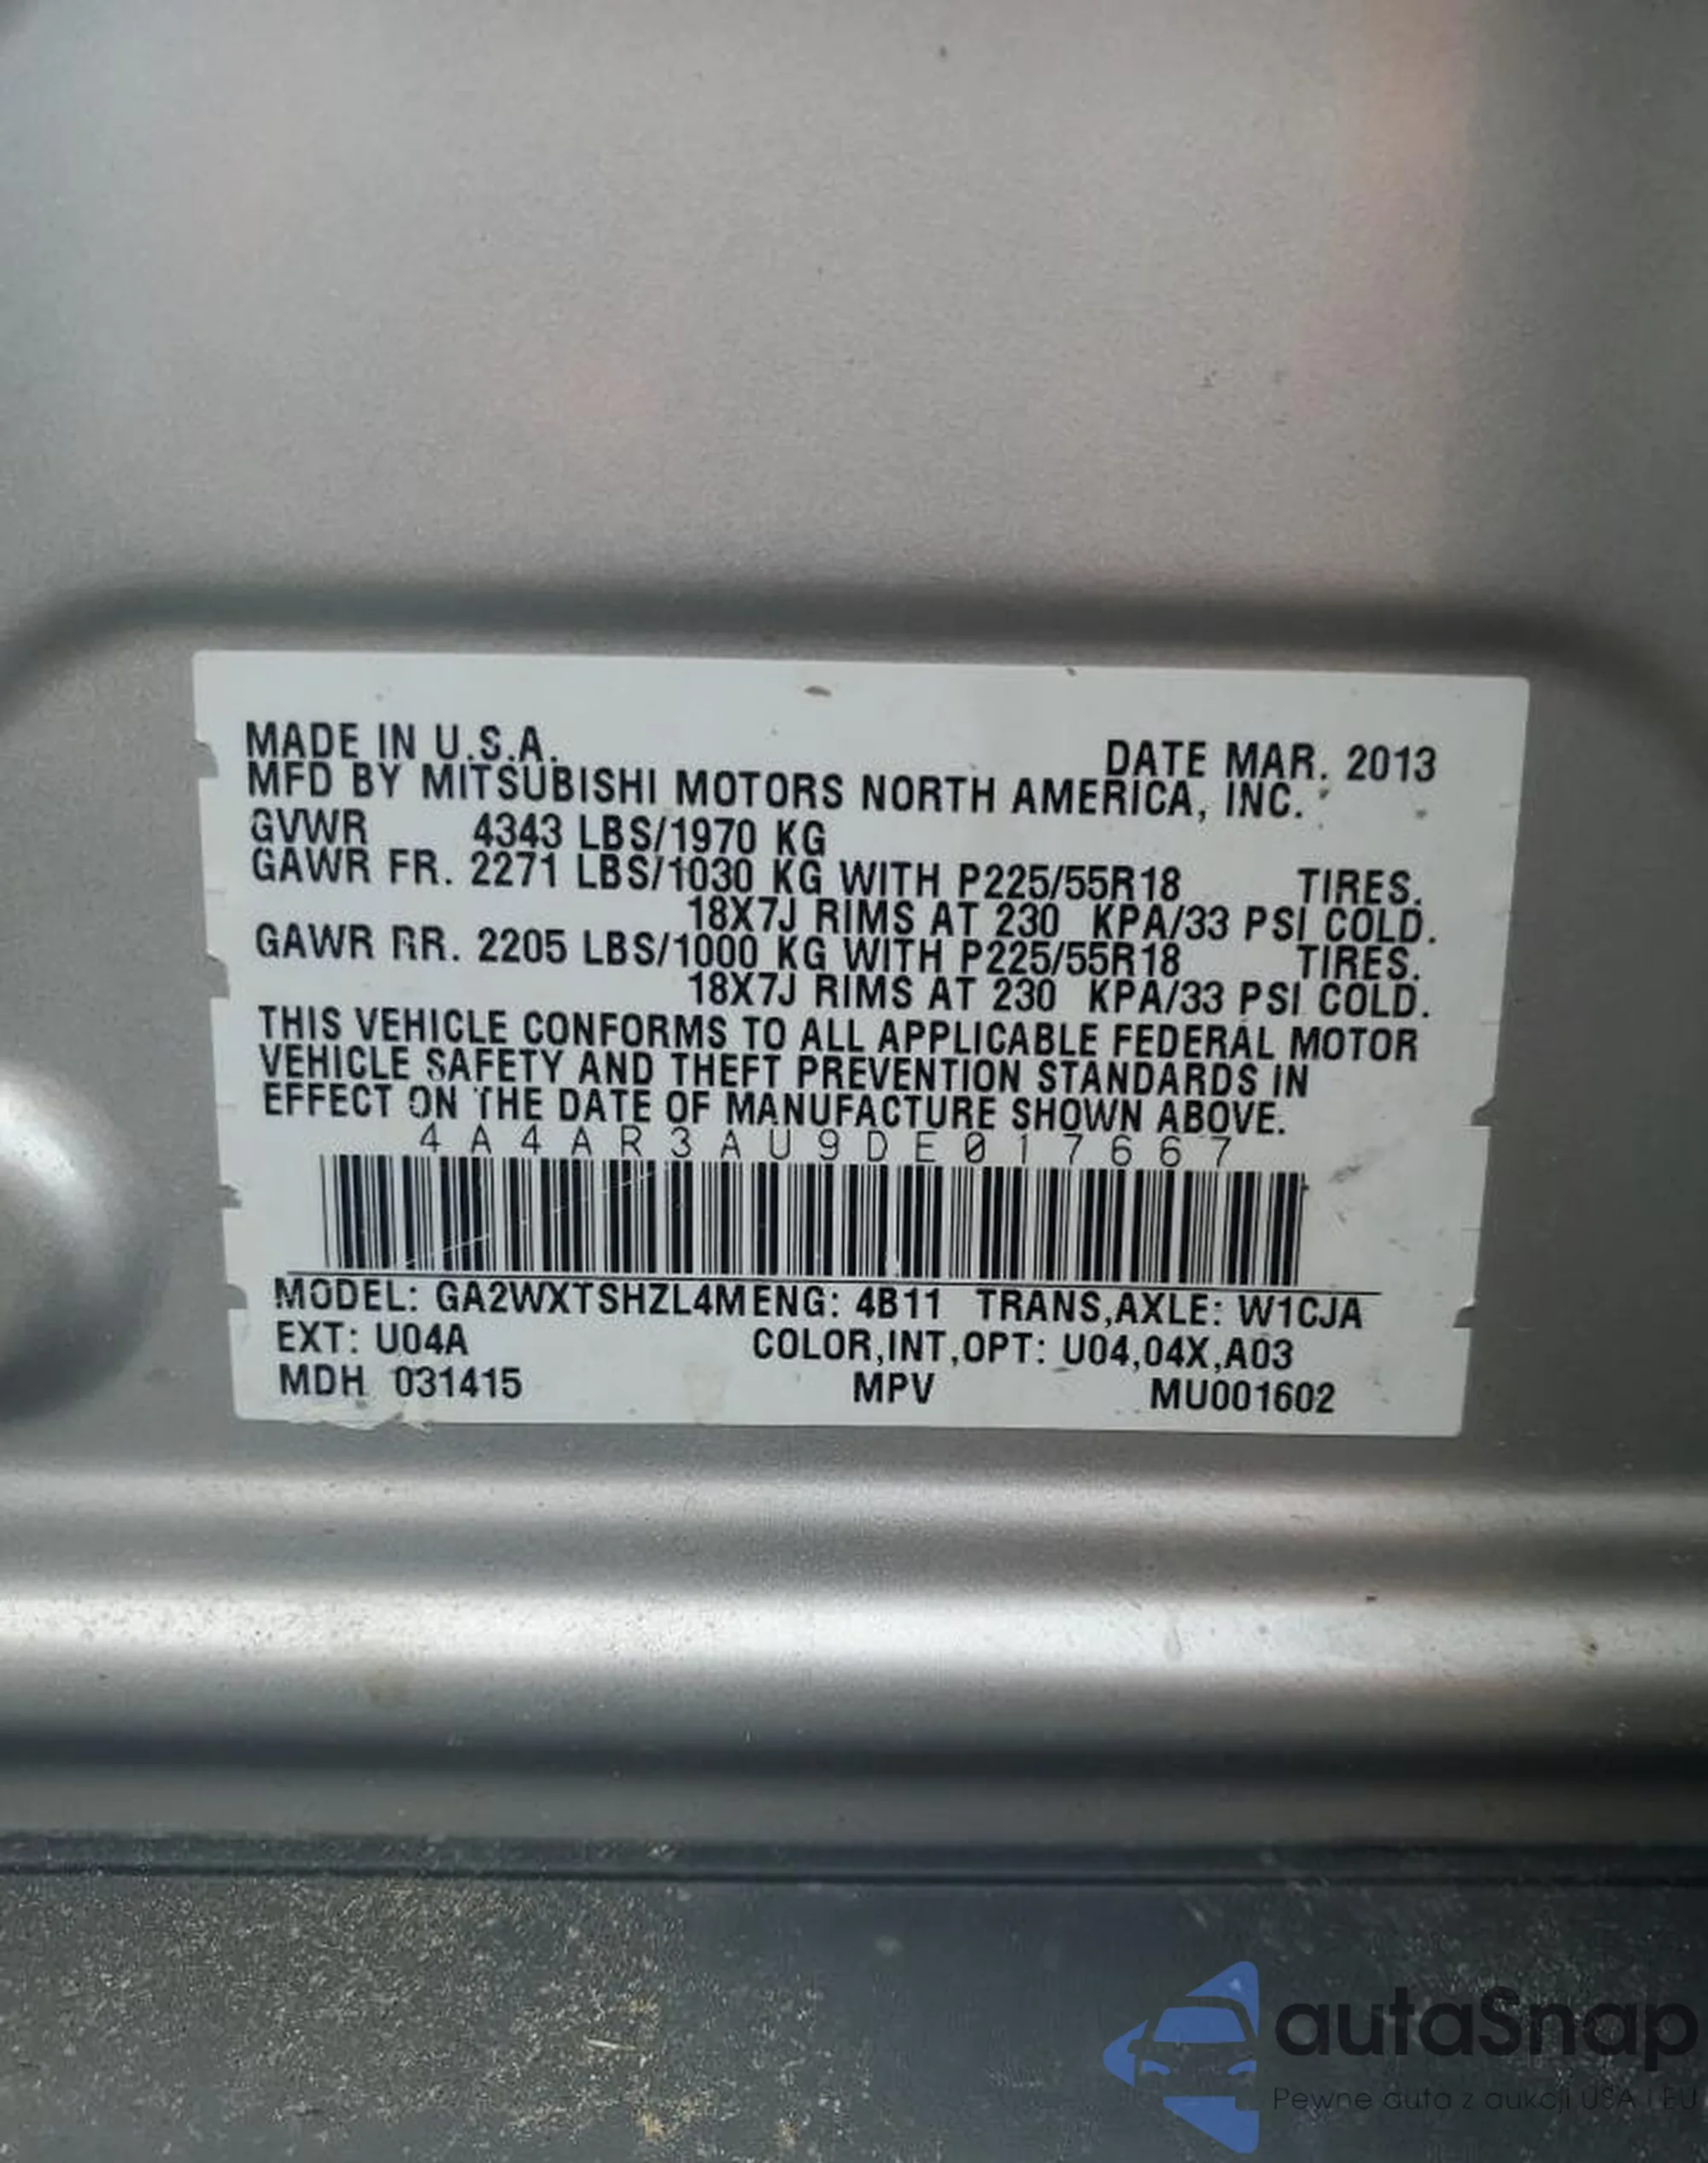 MADE IN U.S.A. DATE MAR. 2013
MFD BY MITSUBISHI MOTORS NORTH AMERICA, INC.
GVWR 4343 LBS/1970 KG
GAWR FR. 2271 LBS/1030 KG WITH P225/55R18 TIRES.
18X7J RIMS AT 230 KPA/33 PSI COLD.
GAWR RR. 2205 LBS/1000 KG WITH P225/55R18 TIRES.
18X7J RIMS AT 230 KPA/33 PSI COLD.
THIS VEHICLE CONFORMS TO ALL APPLICABLE FEDERAL MOTOR
VEHICLE SAFETY AND THEFT PREVENTION STANDARDS IN
EFFECT ON THE DATE OF MANUFACTURE SHOWN ABOVE.
4A4AR3AU9DE017667
MODEL: GA2WXTSHZL4M ENG: 4B11 TRANS,AXLE: W1CJA
EXT: U04A COLOR,INT,OPT: U04,04X,A03
MDH 031415 MPV MU001602
autaSnap
Pewne auta z aukcji USA i EU